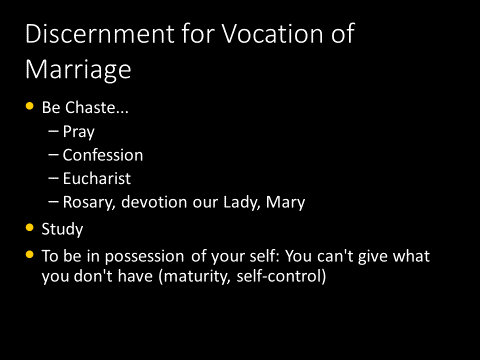 Discernment for Vocation of
Marriage
• Be Chaste...
– Pray
– Confession
– Eucharist
– Rosary, devotion our Lady, Mary
• Study
• To be in possession of your self: You can't give what
you don't have (maturity, self-control)